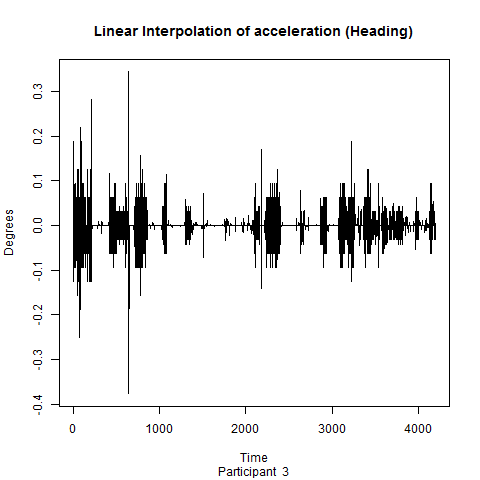 Linear Interpolation of acceleration (Heading)
Degrees
0.3
0.2
0.1
0.0
-0.1
-0.2
-0.3
-0.4
0 1000 2000 3000 4000
Time
Participant 3